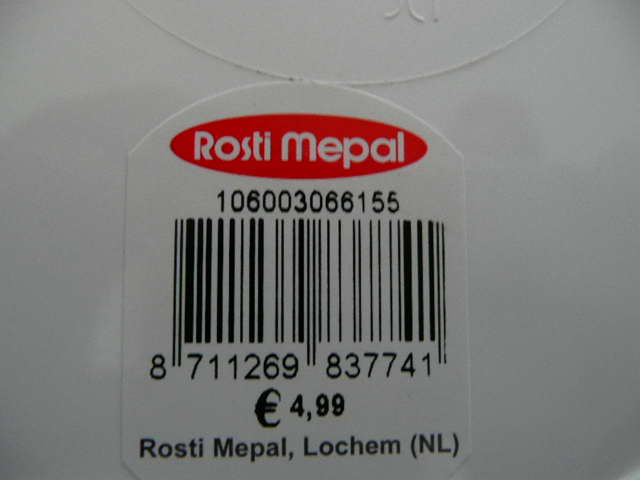 Rosti Mepal
106003066155
8 711269 837741
€ 4,99
Rosti Mepal, Lochem (NL)